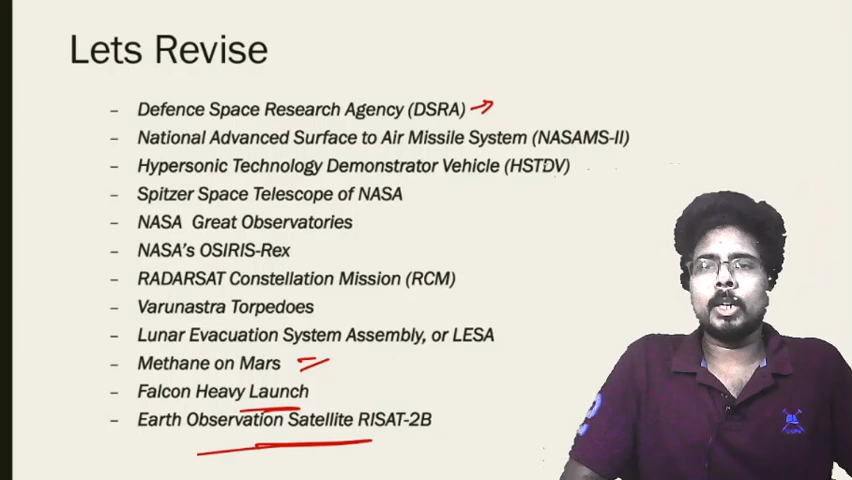 Lets Revise
– Defence Space Research Agency (DSRA)
– National Advanced Surface to Air Missile System (NASAMS-II)
– Hypersonic Technology Demonstrator Vehicle (HSTDV)
– Spitzer Space Telescope of NASA
– NASA Great Observatories
– NASA's OSIRIS-Rex
– RADARSAT Constellation Mission (RCM)
– Varunastra Torpedoes
– Lunar Evacuation System Assembly, or LESA
– Methane on Mars
– Falcon Heavy Launch
– Earth Observation Satellite RISAT-2B